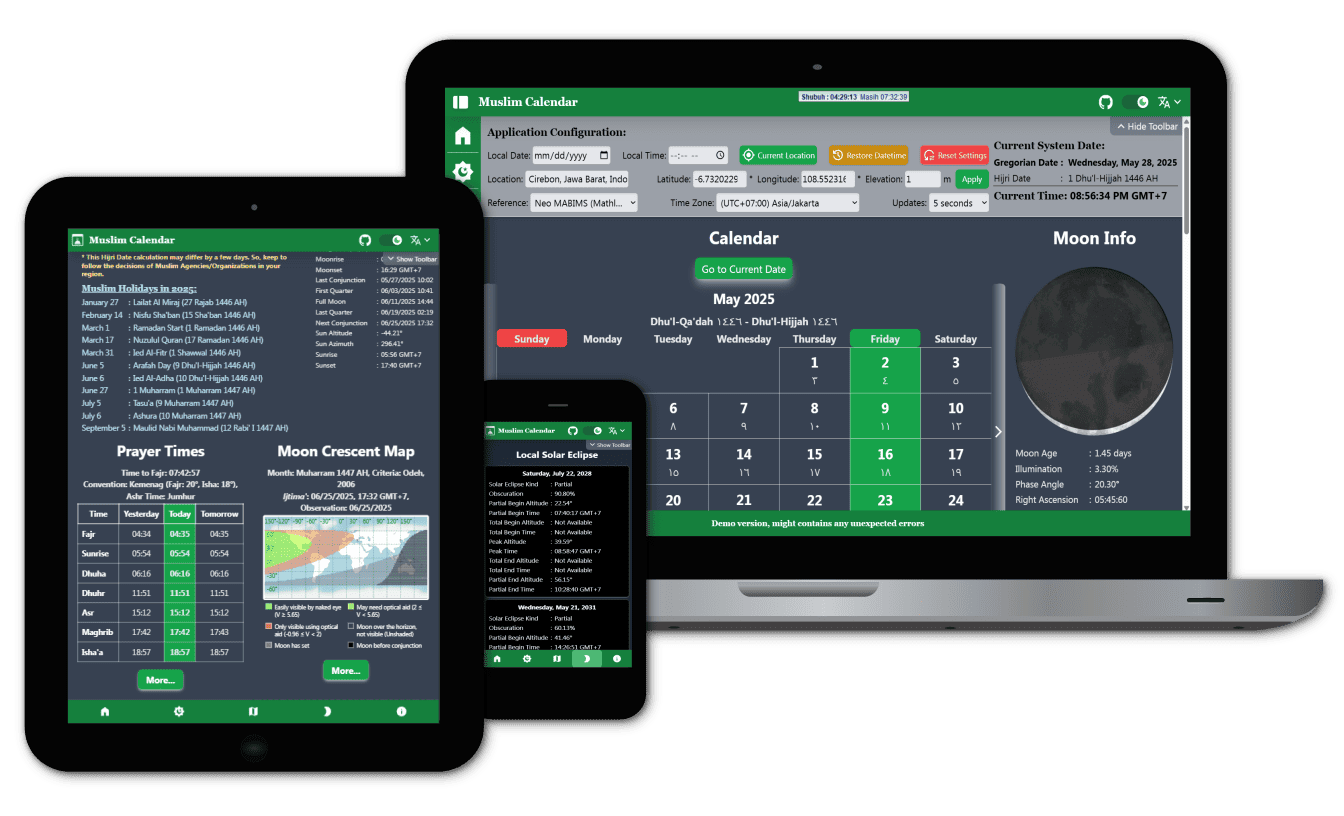 Muslim Calendar
Shubuh : 04:29:13 Masih 07:32:39
Hide Toolbar
Application Configuration:
Local Date: mm/dd/yyyy Local Time: --:-- -- Current Location Restore Datetime Reset Settings
Location: Cirebon, Jawa Barat, Indo Latitude: -6.7320229 ° Longitude: 108.552316 ° Elevation: 1 m Apply
Reference: Neo MABIMS (Mathl... Time Zone: (UTC+07:00) Asia/Jakarta Updates: 5 seconds
Current System Date:
Gregorian Date : Wednesday, May 28, 2025
Hijri Date : 1 Dhu'l-Hijjah 1446 AH
Current Time: 08:56:34 PM GMT+7
Calendar
Go to Current Date
May 2025
Dhu'l-Qa'dah ١٤٤٦ - Dhu'l-Hijjah ١٤٤٦
Sunday Monday Tuesday Wednesday Thursday Friday Saturday
1 2 3
٣ ٤ ٥
6 7 8 9 10
٨ ٩ ١٠ ١١ ١٢
13 14 15 16 17
١٥ ١٦ ١٧ ١٨ ١٩
20 21 22 23 24
Moon Info
Moon Age : 1.45 days
Illumination : 3.30%
Phase Angle : 20.30°
Right Ascension : 05:45:60
Demo version, might contains any unexpected errors
Muslim Calendar
* This Hijri Date calculation may differ by a few days. So, keep to
follow the decisions of Muslim Agencies/Organizations in your
region.
Muslim Holidays in 2025:
January 27 : Lailat Al Miraj (27 Rajab 1446 AH)
February 14 : Nisfu Sha'ban (15 Sha'ban 1446 AH)
March 1 : Ramadan Start (1 Ramadan 1446 AH)
March 17 : Nuzulul Quran (17 Ramadan 1446 AH)
March 31 : Ied Al-Fitr (1 Shawwal 1446 AH)
June 5 : Arafah Day (9 Dhu'l-Hijjah 1446 AH)
June 6 : Ied Al-Adha (10 Dhu'l-Hijjah 1446 AH)
June 27 : 1 Muharram (1 Muharram 1447 AH)
July 5 : Tasu'a (9 Muharram 1447 AH)
July 6 : Ashura (10 Muharram 1447 AH)
September 5 : Maulid Nabi Muhammad (12 Rabi' I 1447 AH)
Show Toolbar
Moonrise :
Moonset : 16:29 GMT+7
Last Conjunction : 05/27/2025 10:02
First Quarter : 06/03/2025 10:41
Full Moon : 06/11/2025 14:44
Last Quarter : 06/19/2025 02:19
Next Conjunction : 06/25/2025 17:32
Sun Altitude : -44.21°
Sun Azimuth : 296.41°
Sunrise : 05:56 GMT+7
Sunset : 17:40 GMT+7
Prayer Times
Time to Fajr: 07:42:57
Convention: Kemenag (Fajr: 20°, Isha: 18°),
Ashr Time: Jumhur
Time Yesterday Today Tomorrow
Fajr 04:34 04:35 04:35
Sunrise 05:54 05:54 05:54
Dhuha 06:16 06:16 06:16
Dhuhr 11:51 11:51 11:51
Asr 15:12 15:12 15:12
Maghrib 17:42 17:42 17:43
Isha'a 18:57 18:57 18:57
More...
Moon Crescent Map
Month: Muharram 1447 AH, Criteria: Odeh,
2006
Ijtima': 06/25/2025, 17:32 GMT+7,
Observation: 06/25/2025
150° -120° -90° -60° -30° 0° 30° 60° 90° 120° 150°
-30°
-60°
Easily visible by naked eye (V ≥ 5.65)
May need optical aid (2 ≤ V < 5.65)
Only visible using optical aid (-0.96 ≤ V < 2)
Moon over the horizon, not visible (Unshaded)
Moon has set
Moon before conjunction
More...
Muslim Calendar
Show Toolbar
Local Solar Eclipse
Saturday, July 22, 2028
Solar Eclipse Kind : Partial
Obscuration : 90.80%
Partial Begin Altitude : 22.54°
Partial Begin Time : 07:40:17 GMT+7
Total Begin Altitude : Not Available
Total Begin Time : Not Available
Peak Altitude : 39.59°
Peak Time : 08:58:47 GMT+7
Total End Altitude : Not Available
Total End Time : Not Available
Partial End Altitude : 56.15°
Partial End Time : 10:28:40 GMT+7
Wednesday, May 21, 2031
Solar Eclipse Kind : Partial
Obscuration : 60.13%
Partial Begin Altitude : 41.46°
Partial Begin Time : 14:26:51 GMT+7